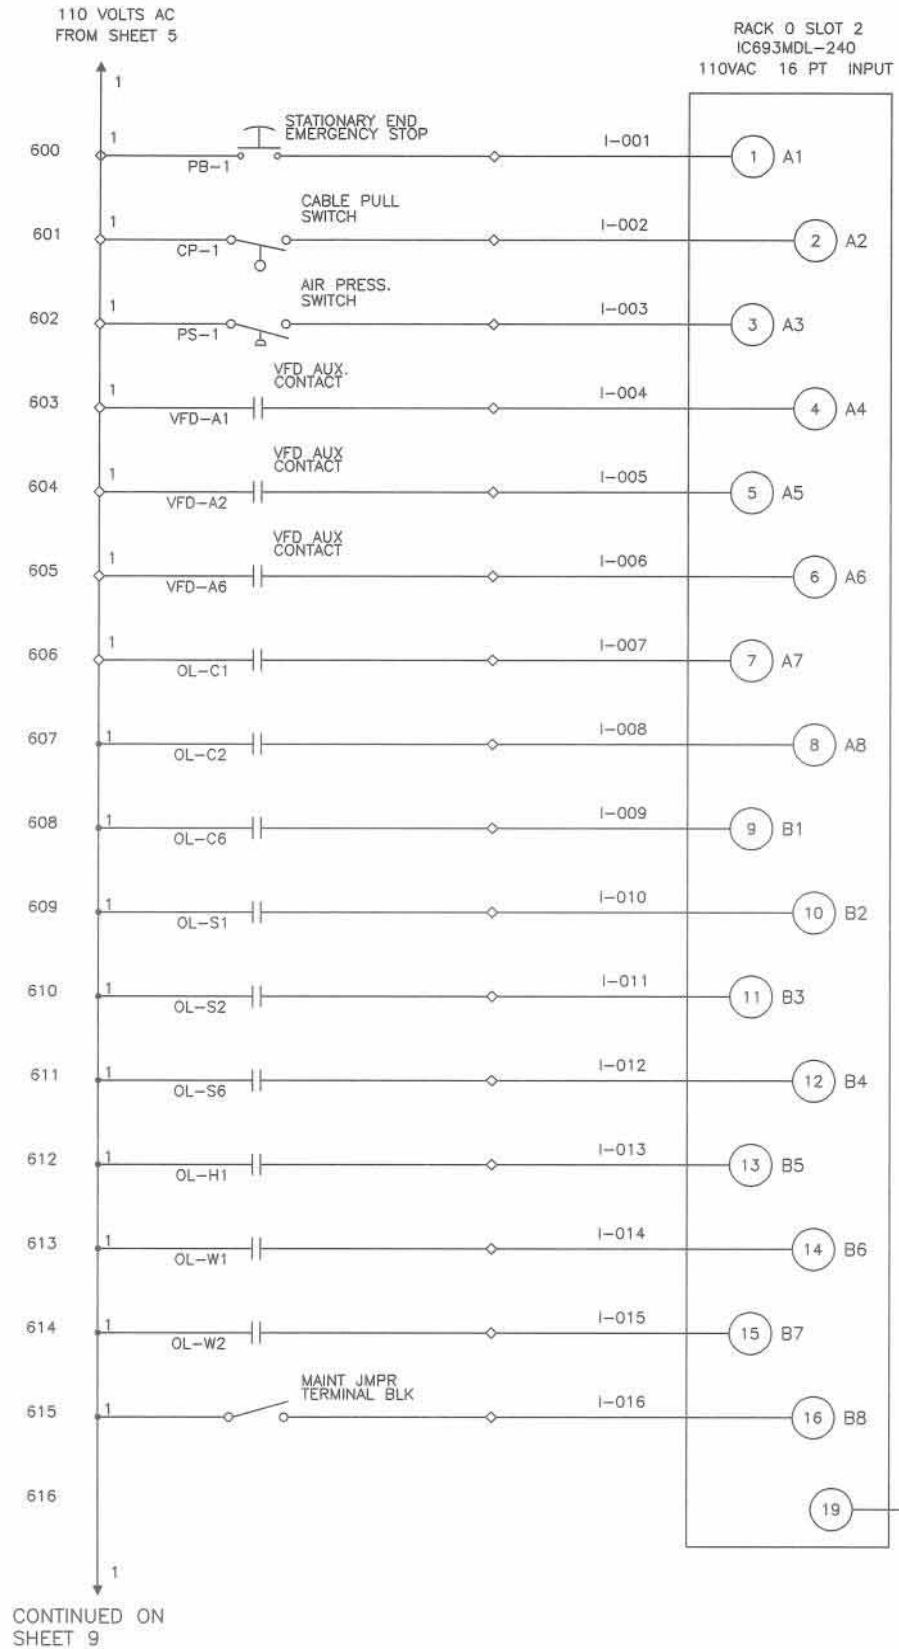 110 VOLTS AC
FROM SHEET 5
RACK 0 SLOT 2
IC693MDL-240
110VAC 16 PT INPUT
1
600
1
PB-1
STATIONARY END
EMERGENCY STOP
I-001
1 A1
601
1
CP-1
CABLE PULL
SWITCH
I-002
2 A2
602
1
PS-1
AIR PRESS.
SWITCH
I-003
3 A3
603
1
VFD-A1
VFD AUX.
CONTACT
I-004
4 A4
604
1
VFD-A2
VFD AUX
CONTACT
I-005
5 A5
605
1
VFD-A6
VFD AUX
CONTACT
I-006
6 A6
606
1
OL-C1
I-007
7 A7
607
1
OL-C2
I-008
8 A8
608
1
OL-C6
I-009
9 B1
609
1
OL-S1
I-010
10 B2
610
1
OL-S2
I-011
11 B3
611
1
OL-S6
I-012
12 B4
612
1
OL-H1
I-013
13 B5
613
1
OL-W1
I-014
14 B6
614
1
OL-W2
I-015
15 B7
615
1
MAINT JMPR
TERMINAL BLK
I-016
16 B8
616
19
1
CONTINUED ON
SHEET 9